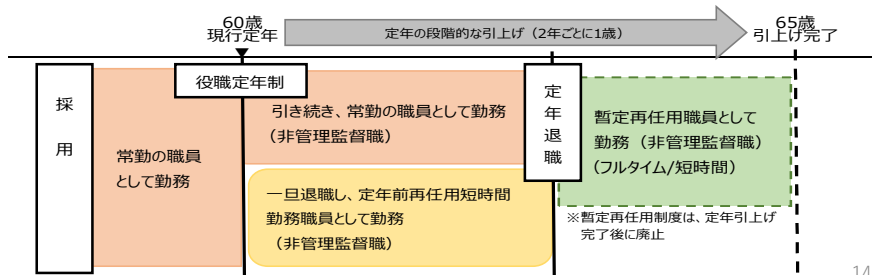 60歳
現行定年
定年の段階的な引上げ（2年ごとに1歳）
65歳
引上げ完了
採用
役職定年制
常勤の職員
として勤務
引き続き、常勤の職員として勤務
（非管理監督職）
一旦退職し、定年前再任用短時間
勤務職員として勤務
（非管理監督職）
定年退職
暫定再任用職員として
勤務（非管理監督職）
（フルタイム/短時間）
※暫定再任用制度は、定年引上げ
完了後に廃止
14